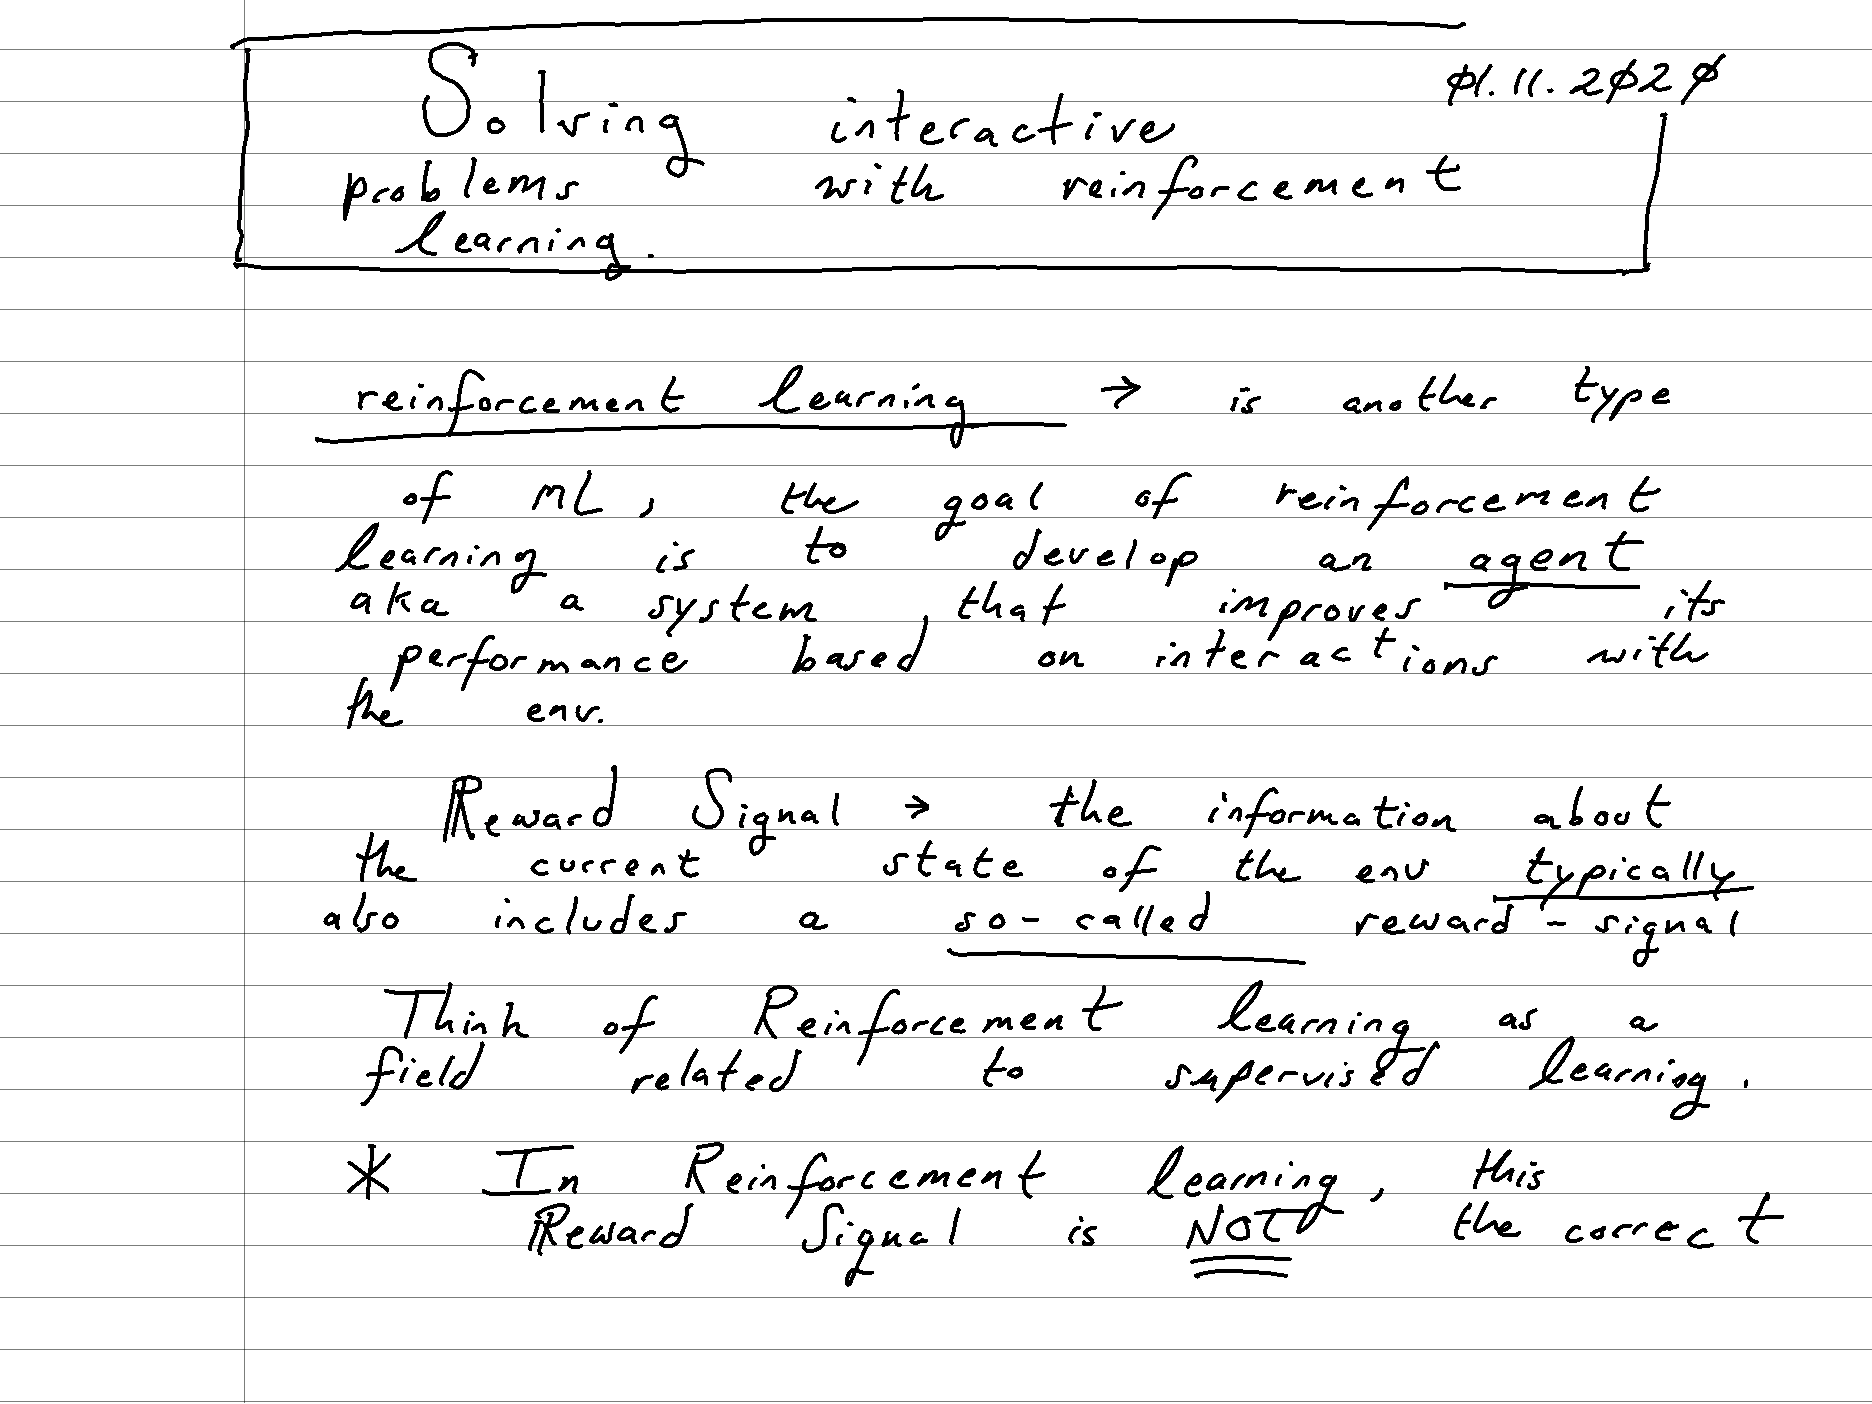 01.11.2020
Solving interactive
problems with reinforcement
learning.
reinforcement learning → is another type
of ML, the goal of reinforcement
learning is to develop an agent
aka a system, that improves its
performance based on interactions with
the env.
Reward Signal → the information about
the current state of the env typically
also includes a so-called reward-signal
Think of Reinforcement learning as a
field related to supervised learning.
* In Reinforcement learning, this
Reward Signal is NOT the correct